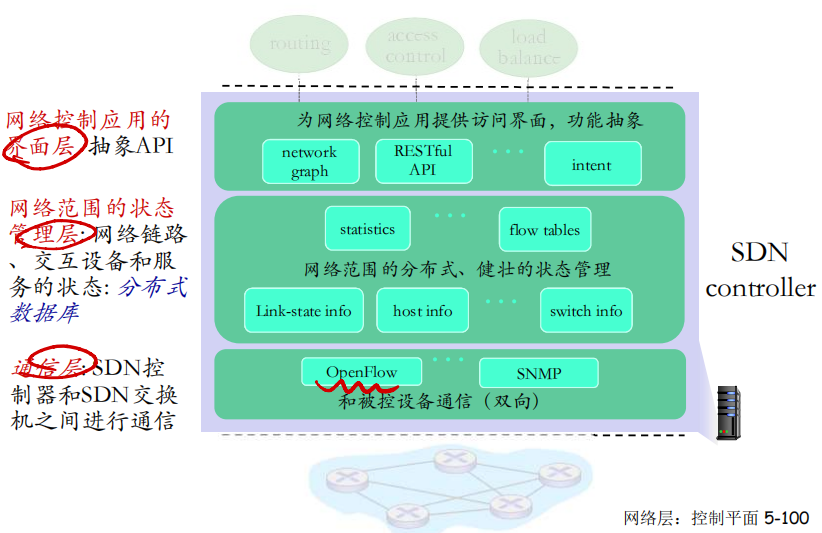 routing
access
control
load
balance
网络控制应用的
界面层: 抽象API
为网络控制应用提供访问界面，功能抽象
network
graph
RESTful
API
intent
网络范围的状态
管理层: 网络链路
、交互设备和服
务的状态: 分布式
数据库
statistics
flow tables
网络范围的分布式、健壮的状态管理
Link-state info
host info
switch info
SDN
controller
通信层: SDN控
制器和SDN交换
机之间进行通信
OpenFlow
SNMP
和被控设备通信（双向）
网络层：控制平面 5-100